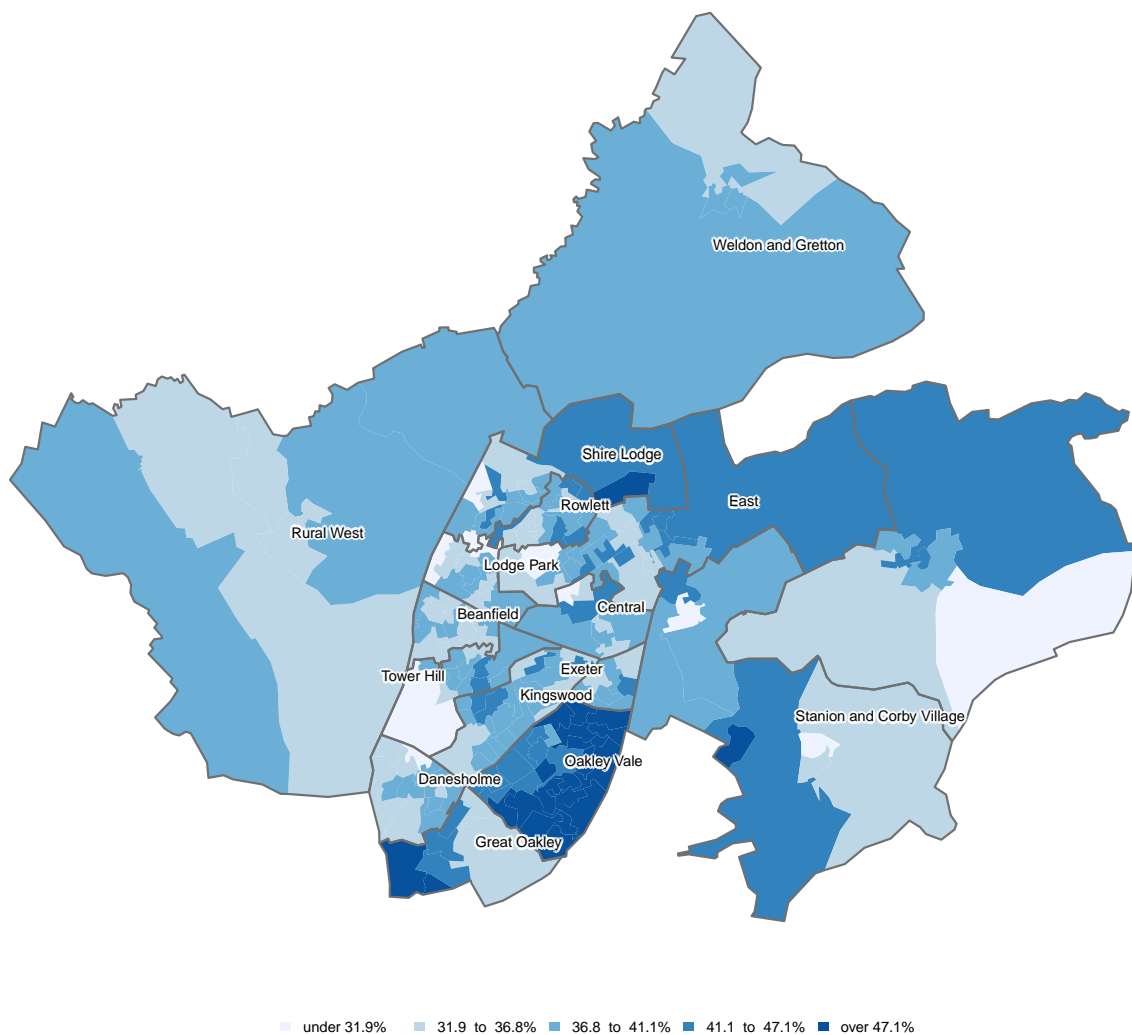 Weldon and Gretton
Shire Lodge
East
Rowlett
Rural West
Lodge Park
Central
Beanfield
Exeter
Tower Hill
Kingswood
Stanion and Corby Village
Oakley Vale
Danesholme
Great Oakley
under 31.9% 31.9 to 36.8% 36.8 to 41.1% 41.1 to 47.1% over 47.1%